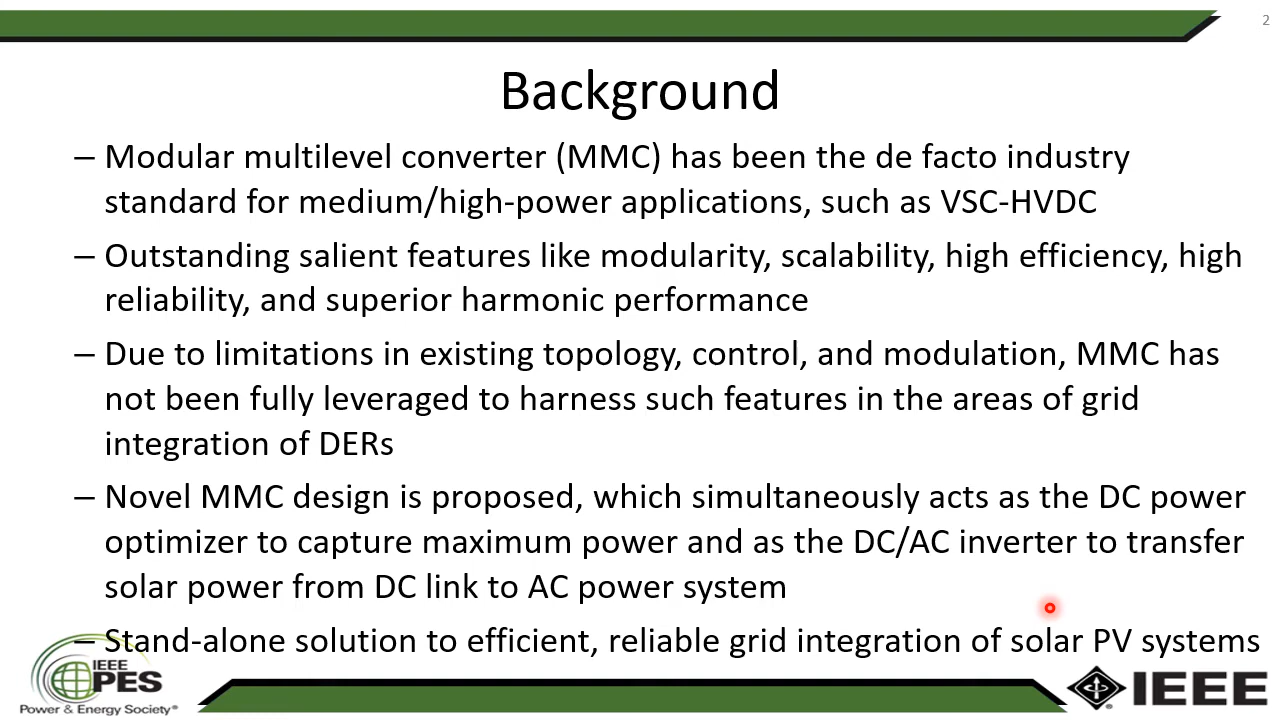 2
Background
– Modular multilevel converter (MMC) has been the de facto industry
standard for medium/high-power applications, such as VSC-HVDC
– Outstanding salient features like modularity, scalability, high efficiency, high
reliability, and superior harmonic performance
– Due to limitations in existing topology, control, and modulation, MMC has
not been fully leveraged to harness such features in the areas of grid
integration of DERs
– Novel MMC design is proposed, which simultaneously acts as the DC power
optimizer to capture maximum power and as the DC/AC inverter to transfer
solar power from DC link to AC power system
– Stand-alone solution to efficient, reliable grid integration of solar PV systems
IEEE
PES
Power & Energy Society®
IEEE